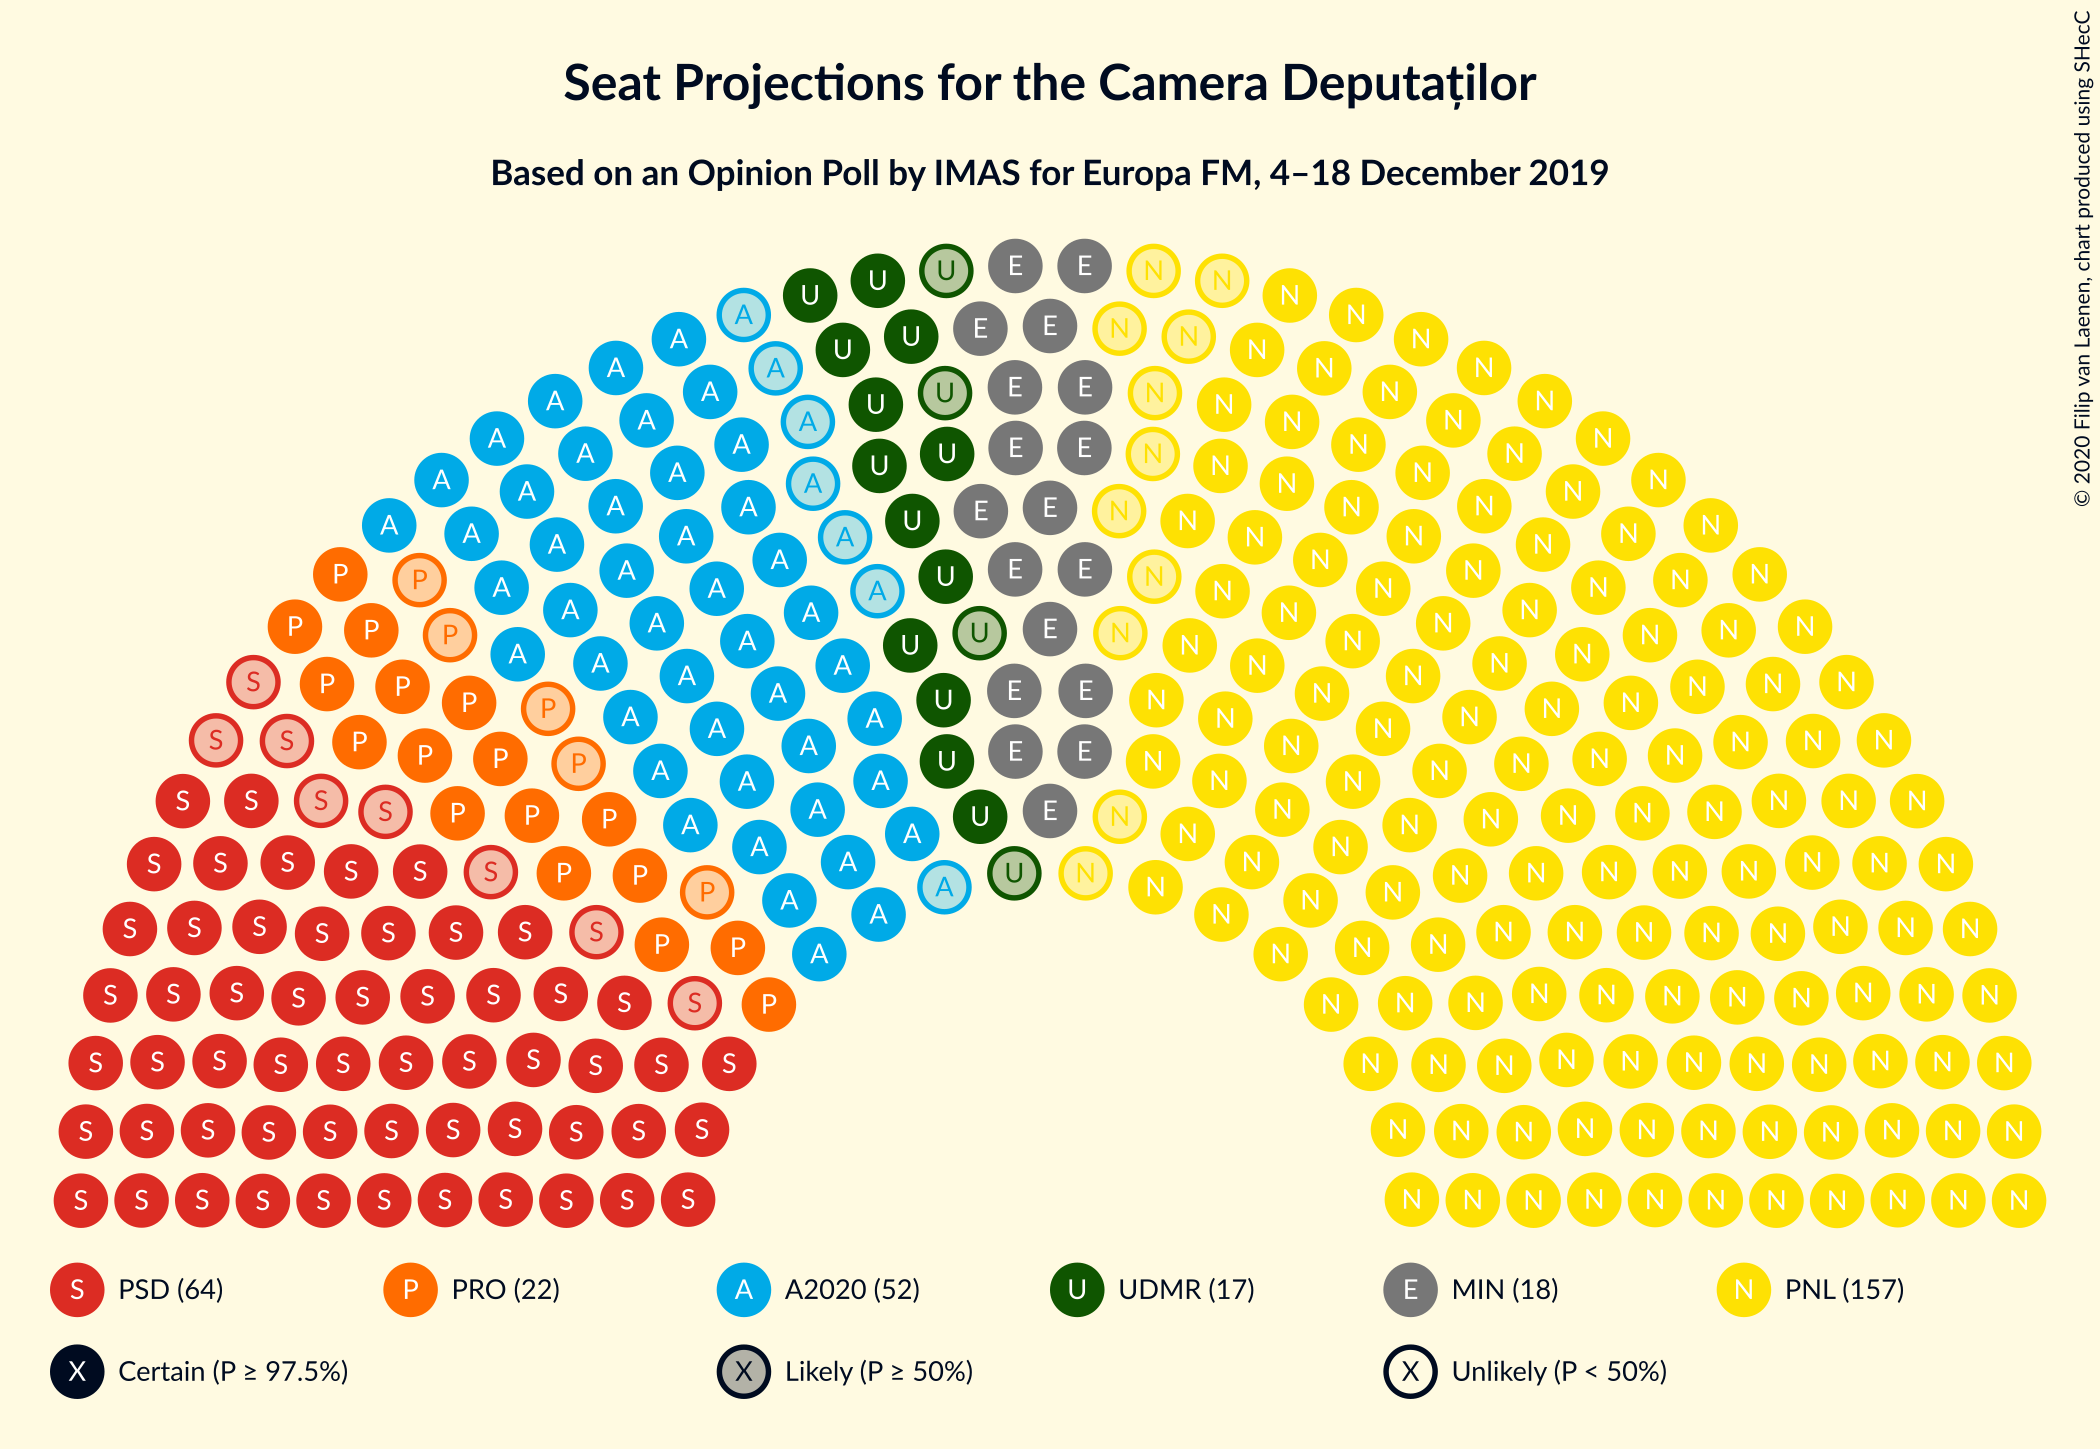 Seat Projections for the Camera Deputaților
Based on an Opinion Poll by IMAS for Europa FM, 4–18 December 2019
© 2020 Filip van Laenen, chart produced using SHecC
S PSD (64) P PRO (22) A A2020 (52) U UDMR (17) E MIN (18) N PNL (157)
X Certain (P ≥ 97.5%) X Likely (P ≥ 50%) X Unlikely (P < 50%)